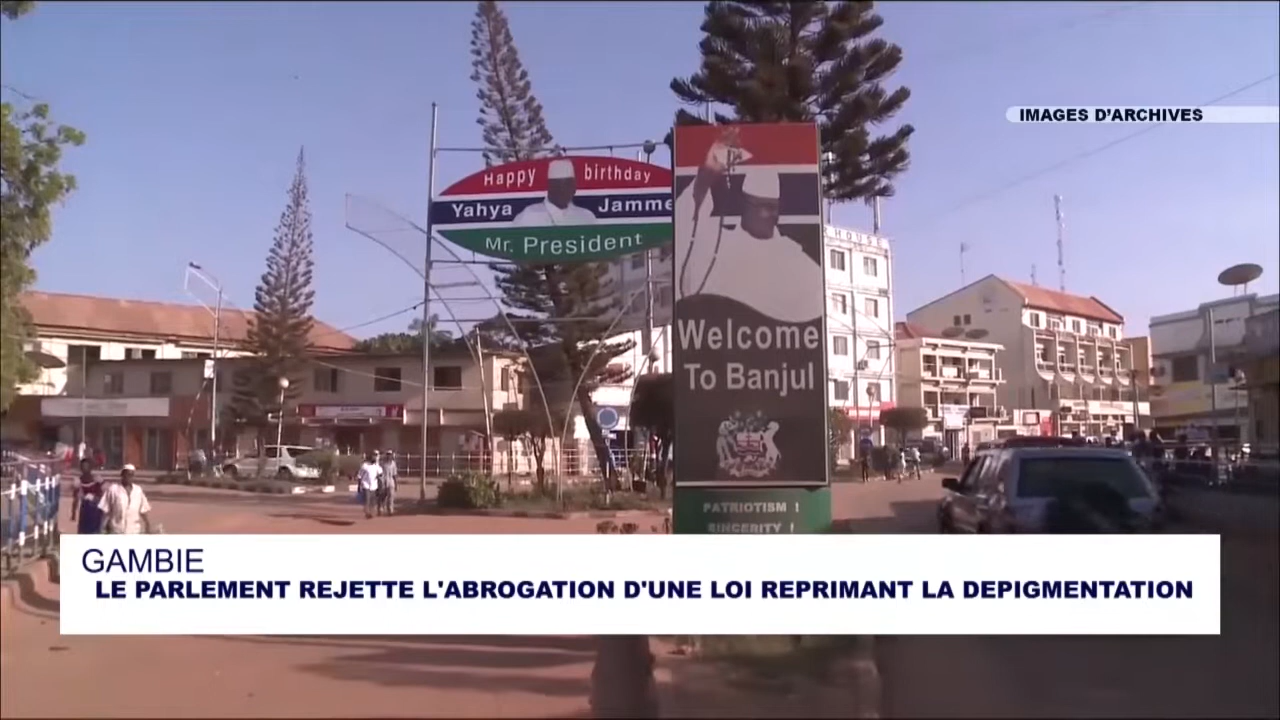 IMAGES D'ARCHIVES
Happy birthday
Yahya Jamme
Mr. President
Welcome
To Banjul
PATRIOTISM !
SINCERITY !
GAMBIE
LE PARLEMENT REJETTE L'ABROGATION D'UNE LOI REPRIMANT LA DEPIGMENTATION